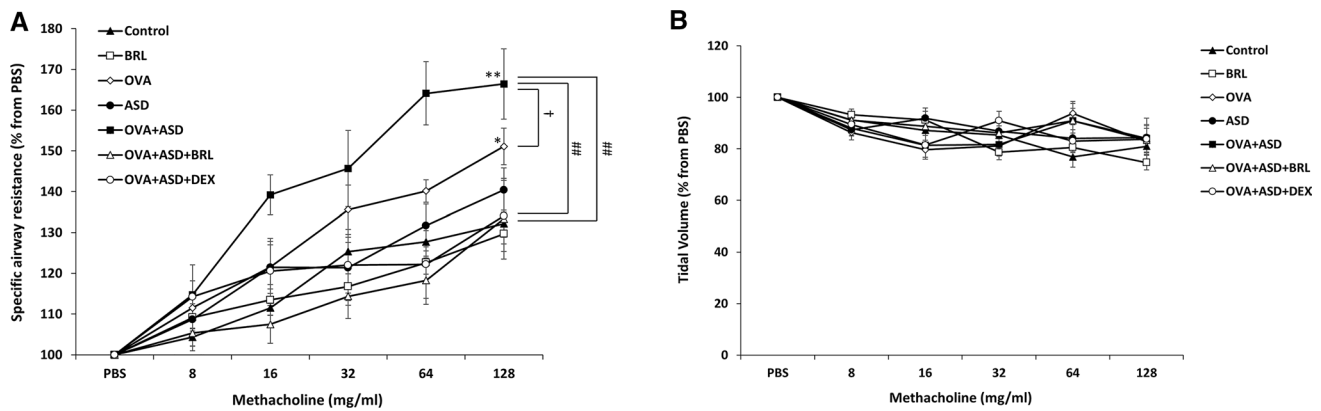 A
Specific airway resistance (% from PBS)
180
170
160
150
140
130
120
110
100
Control
BRL
OVA
ASD
OVA+ASD
OVA+ASD+BRL
OVA+ASD+DEX
**
*
†
##
##
PBS 8 16 32 64 128
Methacholine (mg/ml)
B
Tidal Volume (% from PBS)
120
100
80
60
40
20
0
PBS 8 16 32 64 128
Methacholine (mg/ml)
Control
BRL
OVA
ASD
OVA+ASD
OVA+ASD+BRL
OVA+ASD+DEX